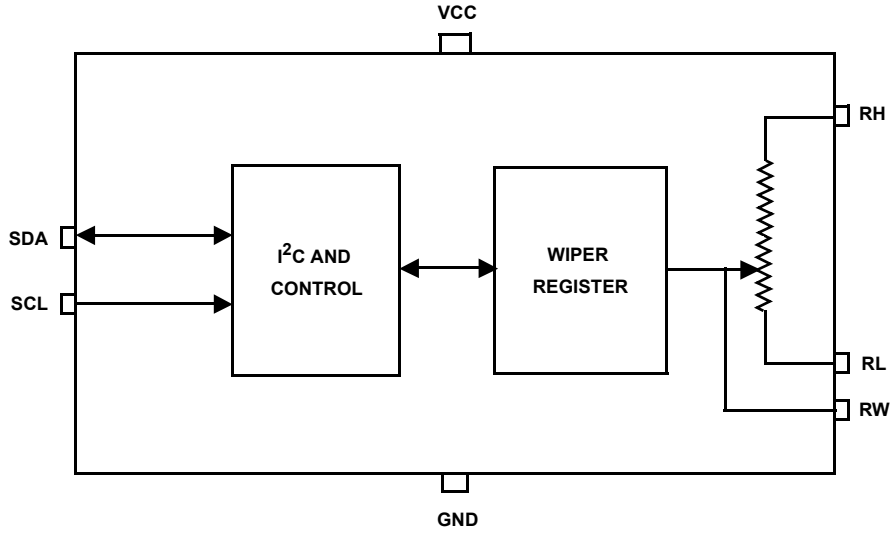 VCC
RH
SDA
I²C AND
CONTROL
WIPER
REGISTER
SCL
RL
RW
GND